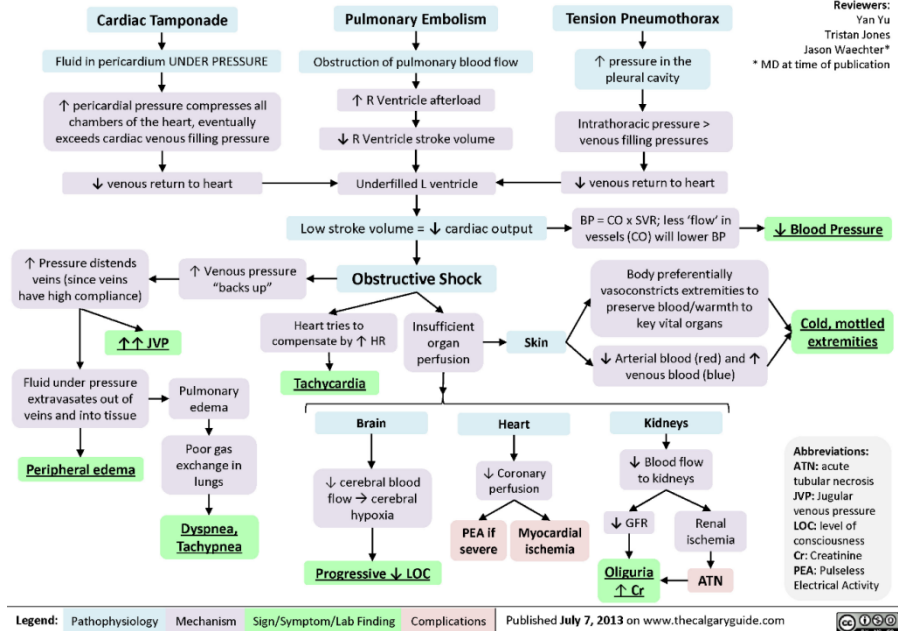 Cardiac Tamponade
Pulmonary Embolism
Tension Pneumothorax
Reviewers:
Yan Yu
Tristan Jones
Jason Waechter*
* MD at time of publication
Fluid in pericardium UNDER PRESSURE
Obstruction of pulmonary blood flow
↑ pressure in the
pleural cavity
↑ pericardial pressure compresses all
chambers of the heart, eventually
exceeds cardiac venous filling pressure
↑ R Ventricle afterload
↓ R Ventricle stroke volume
Intrathoracic pressure >
venous filling pressures
↓ venous return to heart
Underfilled L ventricle
↓ venous return to heart
Low stroke volume = ↓ cardiac output
BP = CO x SVR; less ‘flow’ in
vessels (CO) will lower BP
↓ Blood Pressure
↑ Pressure distends
veins (since veins
have high compliance)
↑ Venous pressure
“backs up”
Obstructive Shock
Body preferentially
vasoconstricts extremities to
preserve blood/warmth to
key vital organs
↑↑ JVP
Heart tries to
compensate by ↑ HR
Insufficient
organ
perfusion
Skin
Cold, mottled
extremities
↓ Arterial blood (red) and ↑
venous blood (blue)
Tachycardia
Fluid under pressure
extravasates out of
veins and into tissue
Pulmonary
edema
Peripheral edema
Poor gas
exchange in
lungs
Dyspnea,
Tachypnea
Brain
Heart
Kidneys
↓ cerebral blood
flow → cerebral
hypoxia
↓ Coronary
perfusion
↓ Blood flow
to kidneys
PEA if
severe
Myocardial
ischemia
↓ GFR
Renal
ischemia
Progressive ↓ LOC
Oliguria
↑ Cr
ATN
Abbreviations:
ATN: acute
tubular necrosis
JVP: Jugular
venous pressure
LOC: level of
consciousness
Cr: Creatinine
PEA: Pulseless
Electrical Activity
Legend: Pathophysiology Mechanism Sign/Symptom/Lab Finding Complications Published July 7, 2013 on www.thecalgaryguide.com